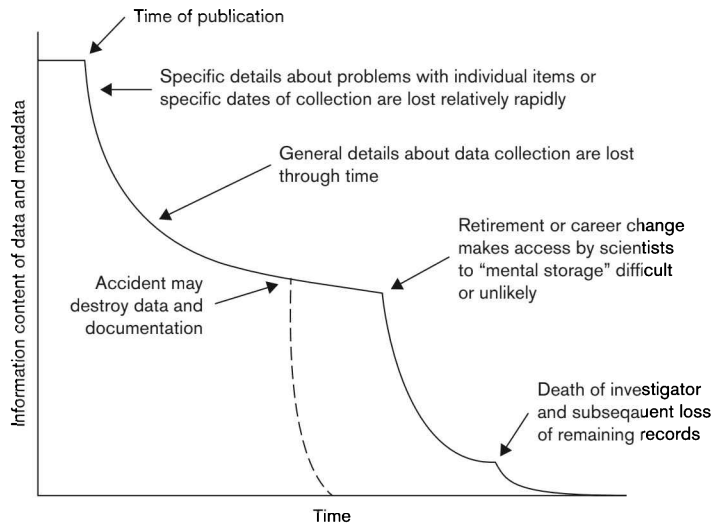 Time of publication
Specific details about problems with individual items or
specific dates of collection are lost relatively rapidly
General details about data collection are lost
through time
Retirement or career change
makes access by scientists
to “mental storage” difficult
or unlikely
Accident may
destroy data and
documentation
Death of investigator
and subseqauent loss
of remaining records
Information content of data and metadata
Time